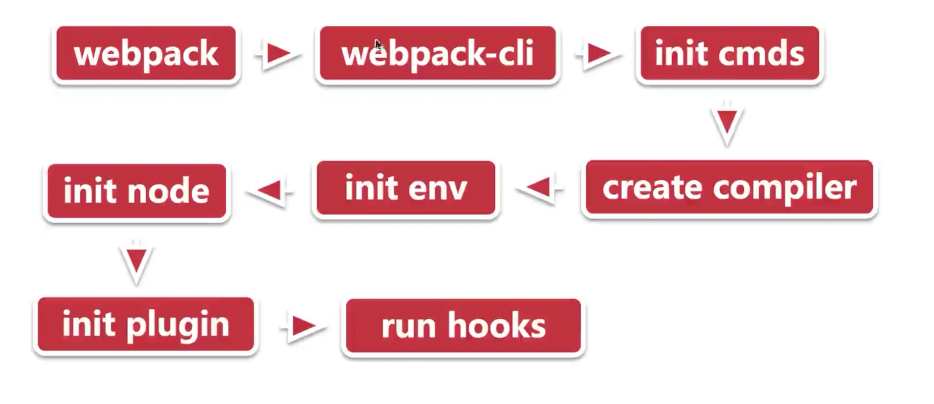 webpack
webpack-cli
init cmds
create compiler
init env
init node
init plugin
run hooks